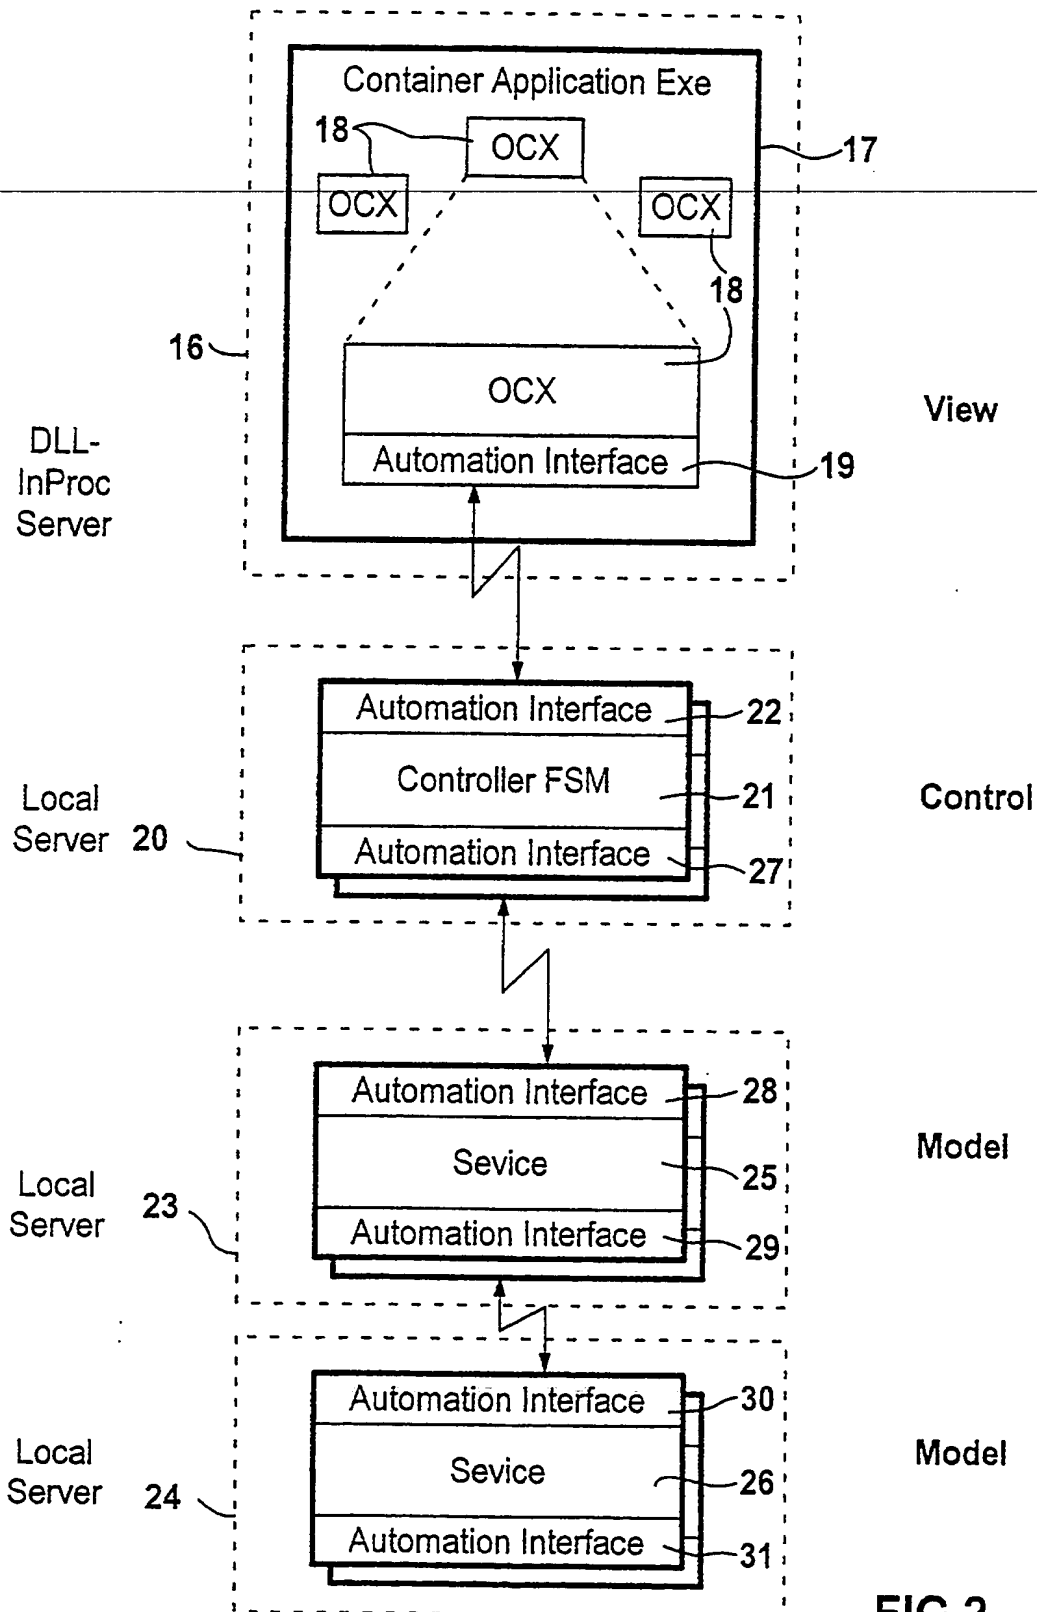 Container Application Exe
18
OCX
17
OCX
OCX
18
16
OCX
View
DLL-
InProc
Server
Automation Interface
19
Automation Interface
22
Local
Server
20
Controller FSM
21
Control
Automation Interface
27
Automation Interface
28
Model
Local
Server
23
Sevice
25
Automation Interface
29
Automation Interface
30
Local
Server
24
Sevice
26
Model
Automation Interface
31
FIG 2